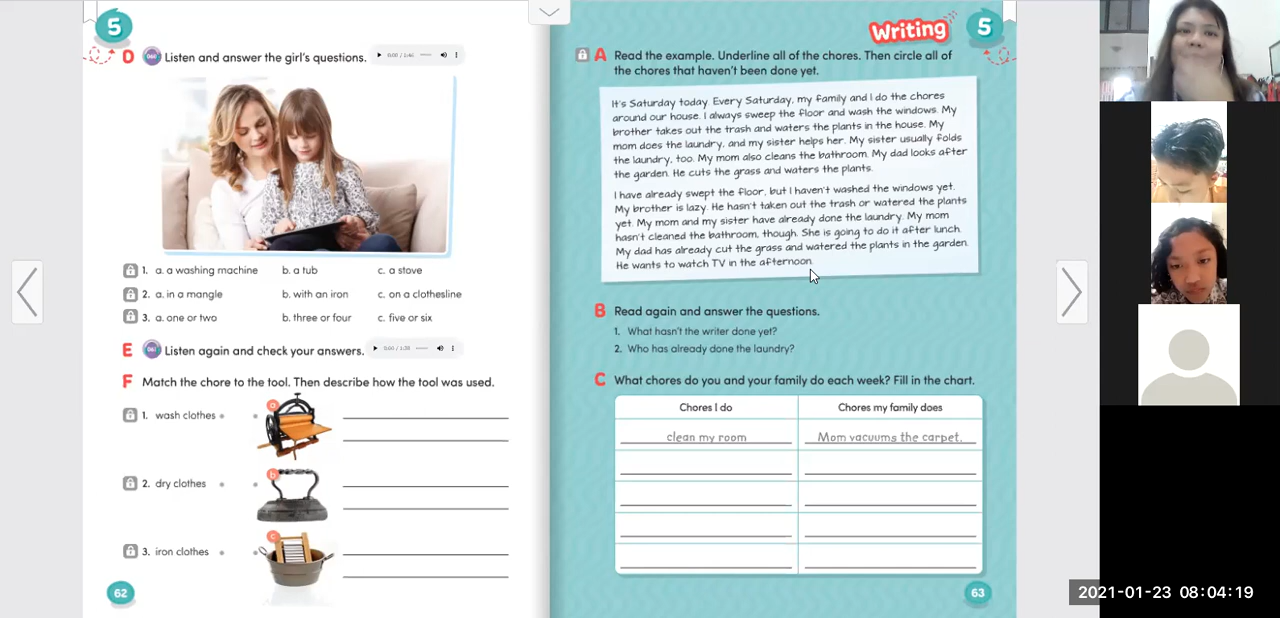 5
D Listen and answer the girl's questions.
1. a. a washing machine b. a tub c. a stove
2. a. in a mangle b. with an iron c. on a clothesline
3. a. one or two b. three or four c. five or six
E Listen again and check your answers.
F Match the chore to the tool. Then describe how the tool was used.
1. wash clothes
a
2. dry clothes
b
3. iron clothes
c
62
Writing 5
A Read the example. Underline all of the chores. Then circle all of
the chores that haven't been done yet.
It's Saturday today. Every Saturday, my family and I do the chores
around our house. I always sweep the floor and wash the windows. My
brother takes out the trash and waters the plants in the house. My
mom does the laundry, and my sister helps her. My sister usually folds
the laundry, too. My mom also cleans the bathroom. My dad looks after
the garden. He cuts the grass and waters the plants.
I have already swept the floor, but I haven't washed the windows yet.
My brother is lazy. He hasn't taken out the trash or watered the plants
yet. My mom and my sister have already done the laundry. My mom
hasn't cleaned the bathroom, though. She is going to do it after lunch.
My dad has already cut the grass and watered the plants in the garden.
He wants to watch TV in the afternoon.
B Read again and answer the questions.
1. What hasn't the writer done yet?
2. Who has already done the laundry?
C What chores do you and your family do each week? Fill in the chart.
Chores I do Chores my family does
clean my room Mom vacuums the carpet.
63
2021-01-23 08:04:19